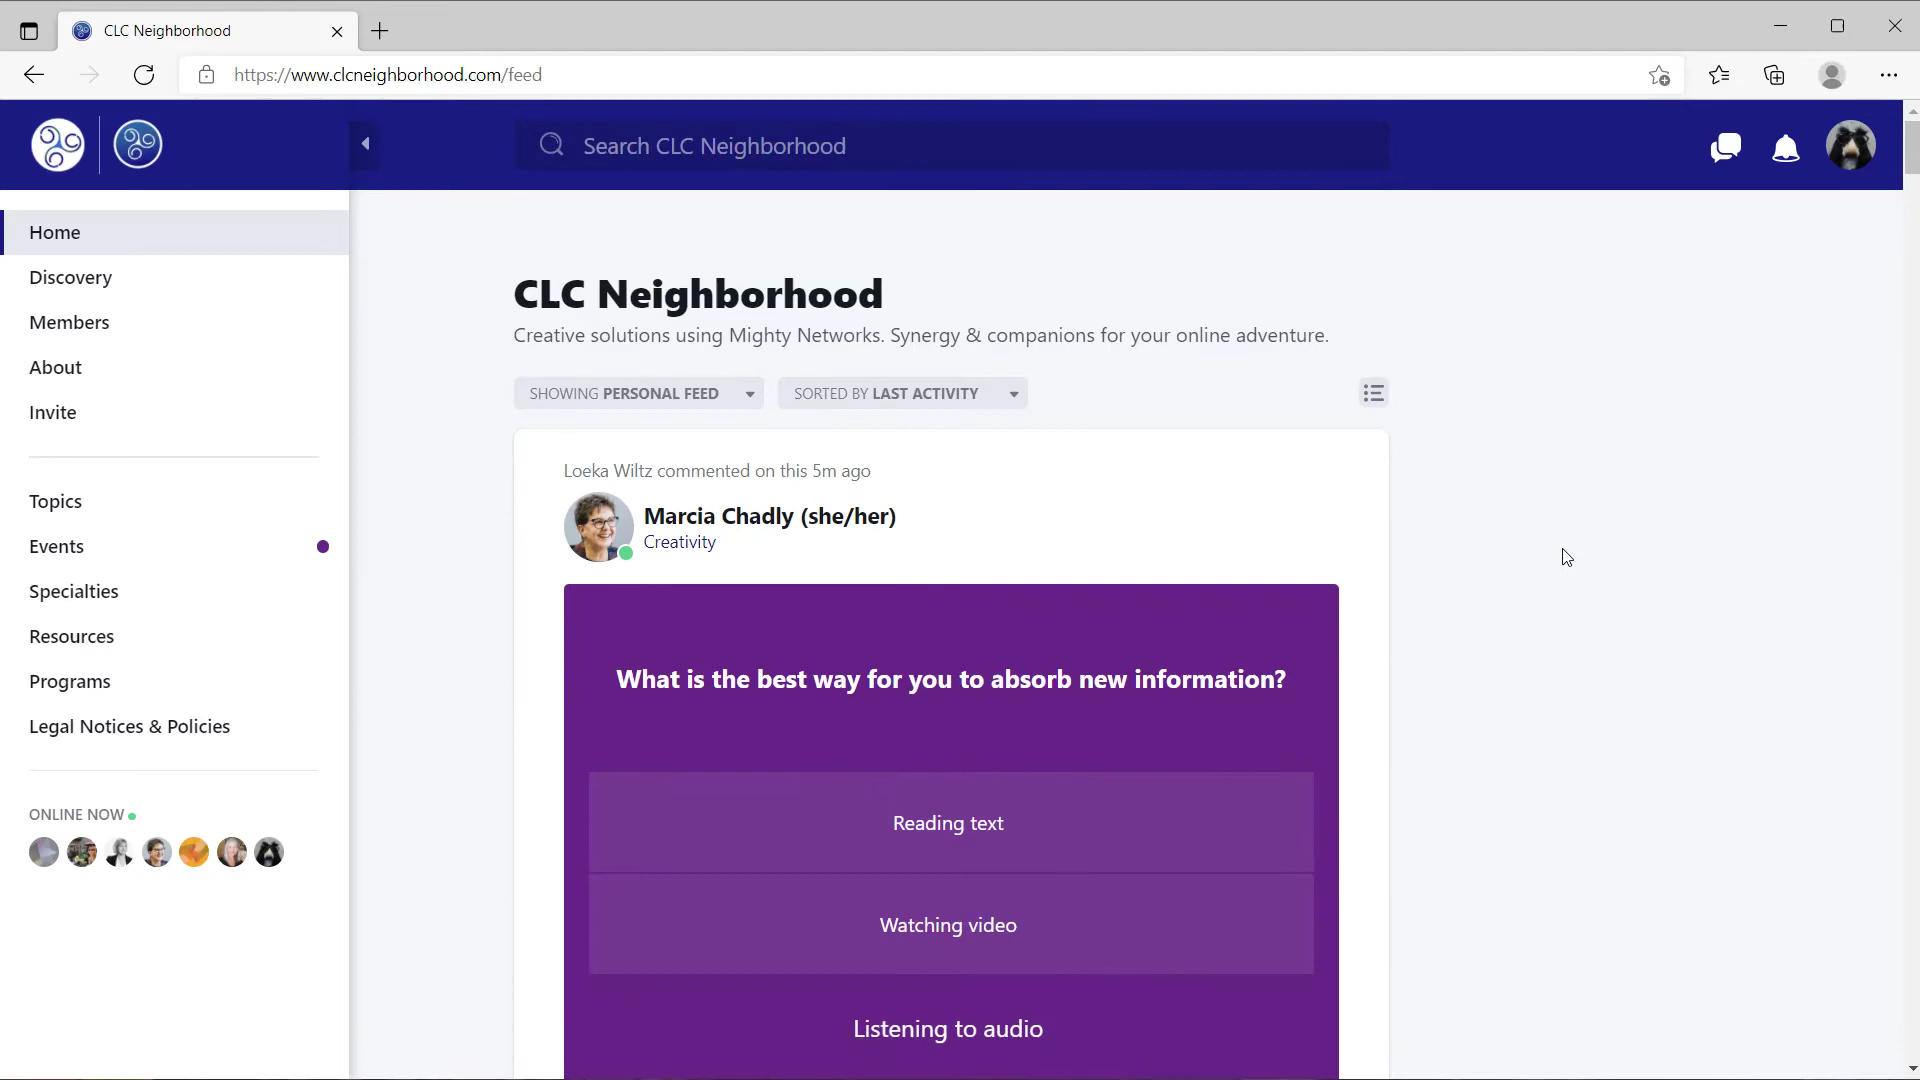 CLC Neighborhood
https://www.clcneighborhood.com/feed
Search CLC Neighborhood
Home
Discovery
Members
About
Invite
Topics
Events
Specialties
Resources
Programs
Legal Notices & Policies
ONLINE NOW
CLC Neighborhood
Creative solutions using Mighty Networks. Synergy & companions for your online adventure.
SHOWING PERSONAL FEED SORTED BY LAST ACTIVITY
Loeka Wiltz commented on this 5m ago
Marcia Chadly (she/her)
Creativity
What is the best way for you to absorb new information?
Reading text
Watching video
Listening to audio